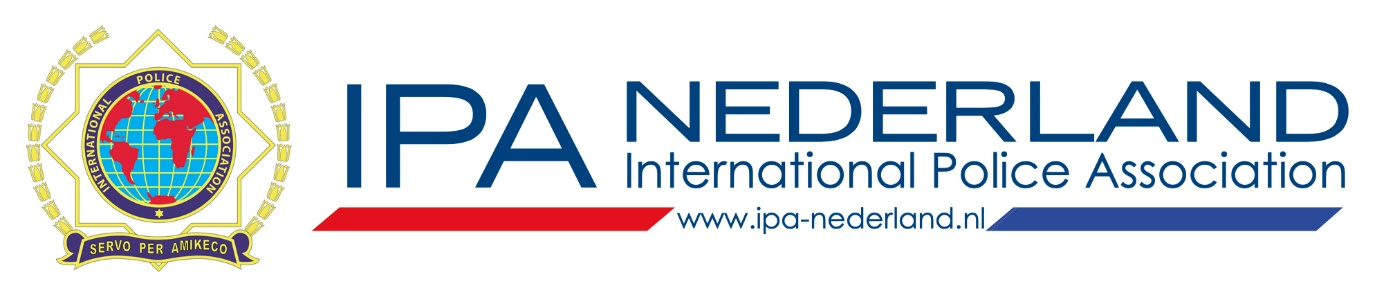 INTERNATIONAL POLICE ASSOCIATION
SERVO PER AMIKECO
IPA NEDERLAND
International Police Association
www.ipa-nederland.nl